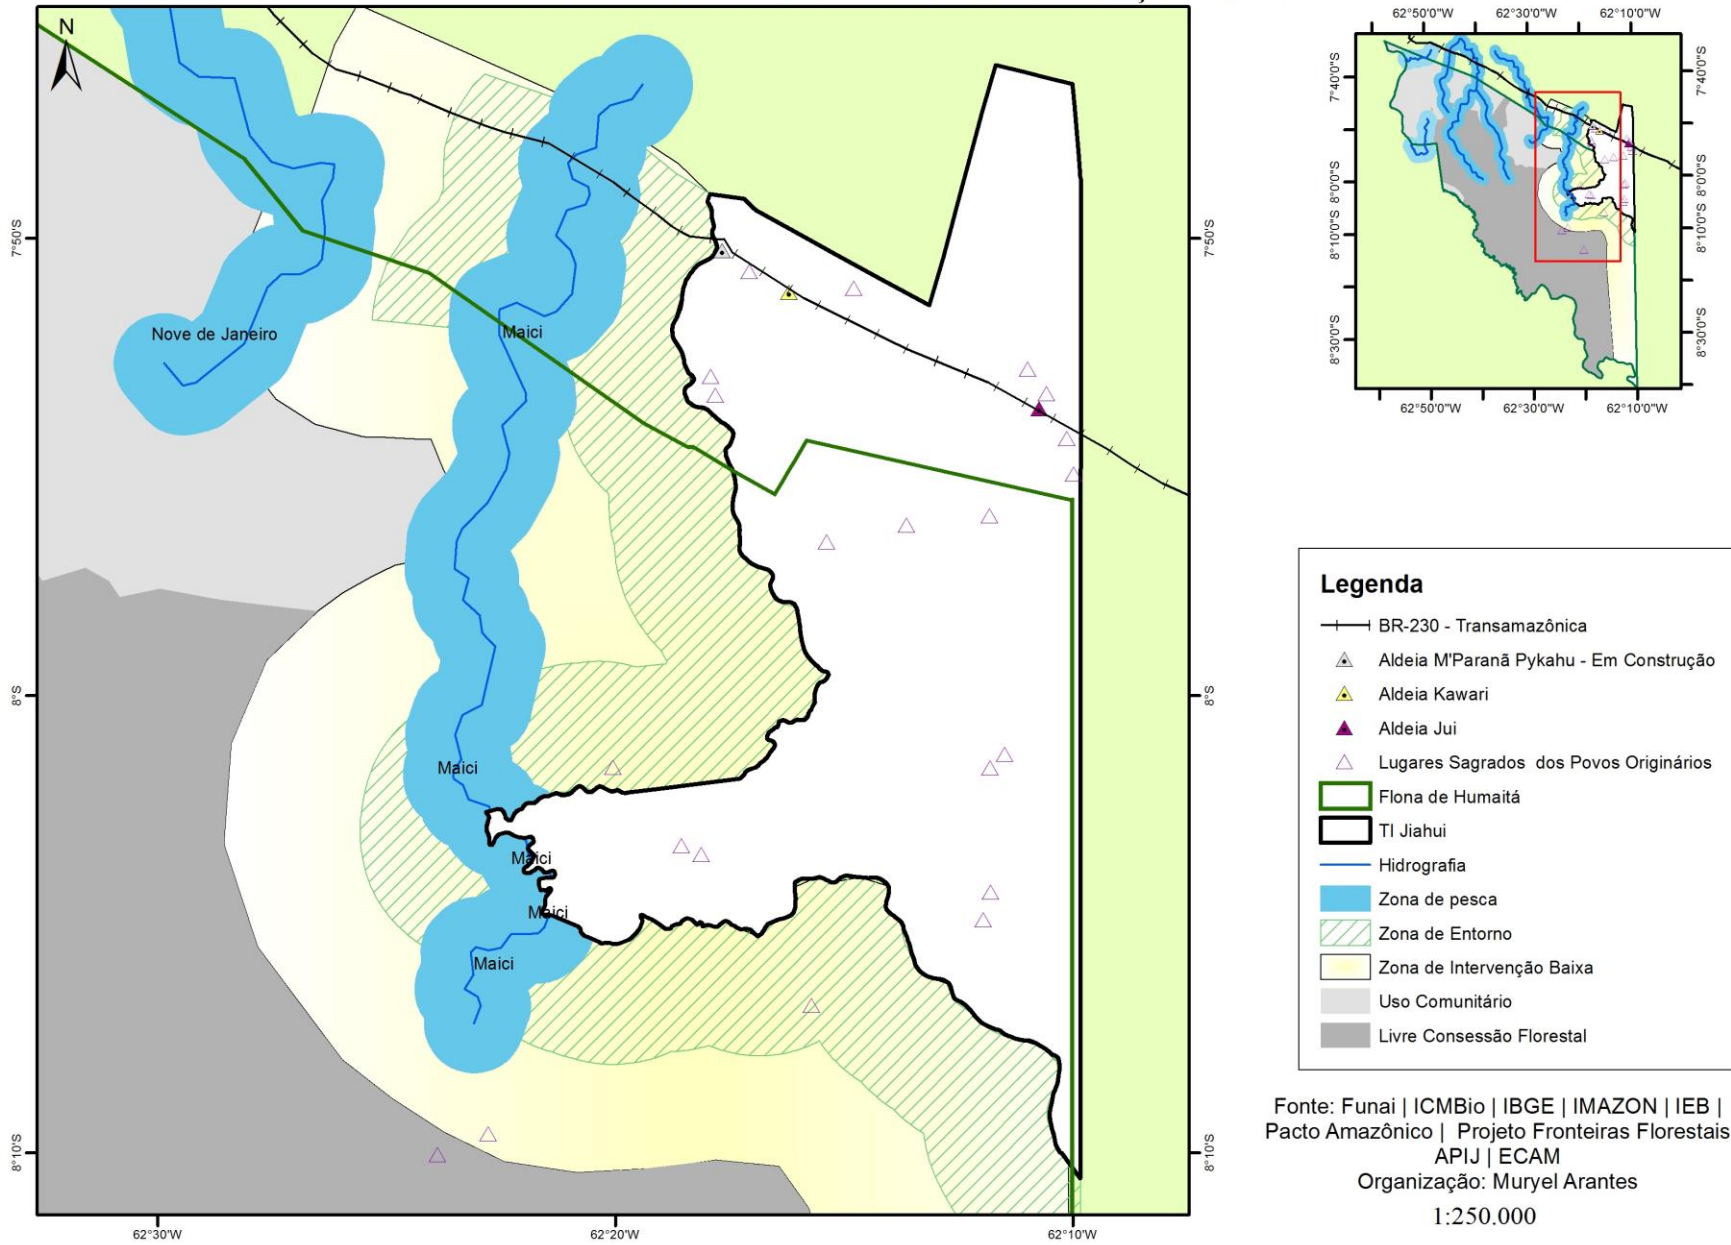 N
7°50'S
8°S
8°10'S
62°30'W
62°20'W
62°10'W
7°50'S
8°S
8°10'S
Nove de Janeiro
Maici
Maici
Maici
Maici
Maici
62°50'0"W
62°30'0"W
62°10'0"W
7°40'0"S
8°0'0"S
8°10'0"S
8°30'0"S
7°40'0"S
8°0'0"S
8°10'0"S
8°30'0"S
62°50'0"W
62°30'0"W
62°10'0"W
Legenda
BR-230 - Transamazônica
Aldeia M'Paranã Pykahu - Em Construção
Aldeia Kawari
Aldeia Jui
Lugares Sagrados dos Povos Originários
Flona de Humaitá
TI Jiahui
Hidrografia
Zona de pesca
Zona de Entorno
Zona de Intervenção Baixa
Uso Comunitário
Livre Consessão Florestal
Fonte: Funai | ICMBio | IBGE | IMAZON | IEB |
Pacto Amazônico | Projeto Fronteiras Florestais
APIJ | ECAM
Organização: Muryel Arantes
1:250.000